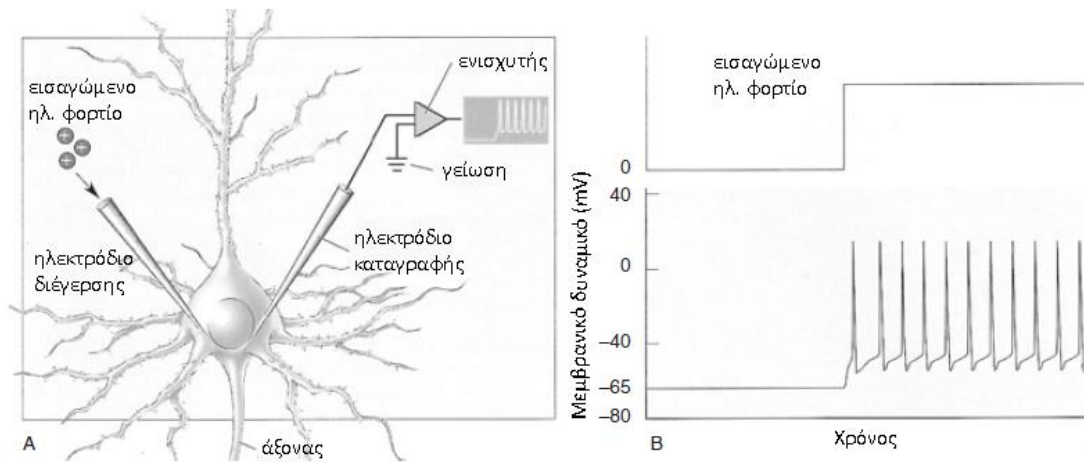 εισαγώμενο
ηλ. φορτίο
ενισχυτής
γείωση
ηλεκτρόδιο
διέγερσης
ηλεκτρόδιο
καταγραφής
άξονας
A
εισαγώμενο
ηλ. φορτίο
0
Μεμβρανικό δυναμικό (mV)
40
0
–40
–65
–80
B
Χρόνος